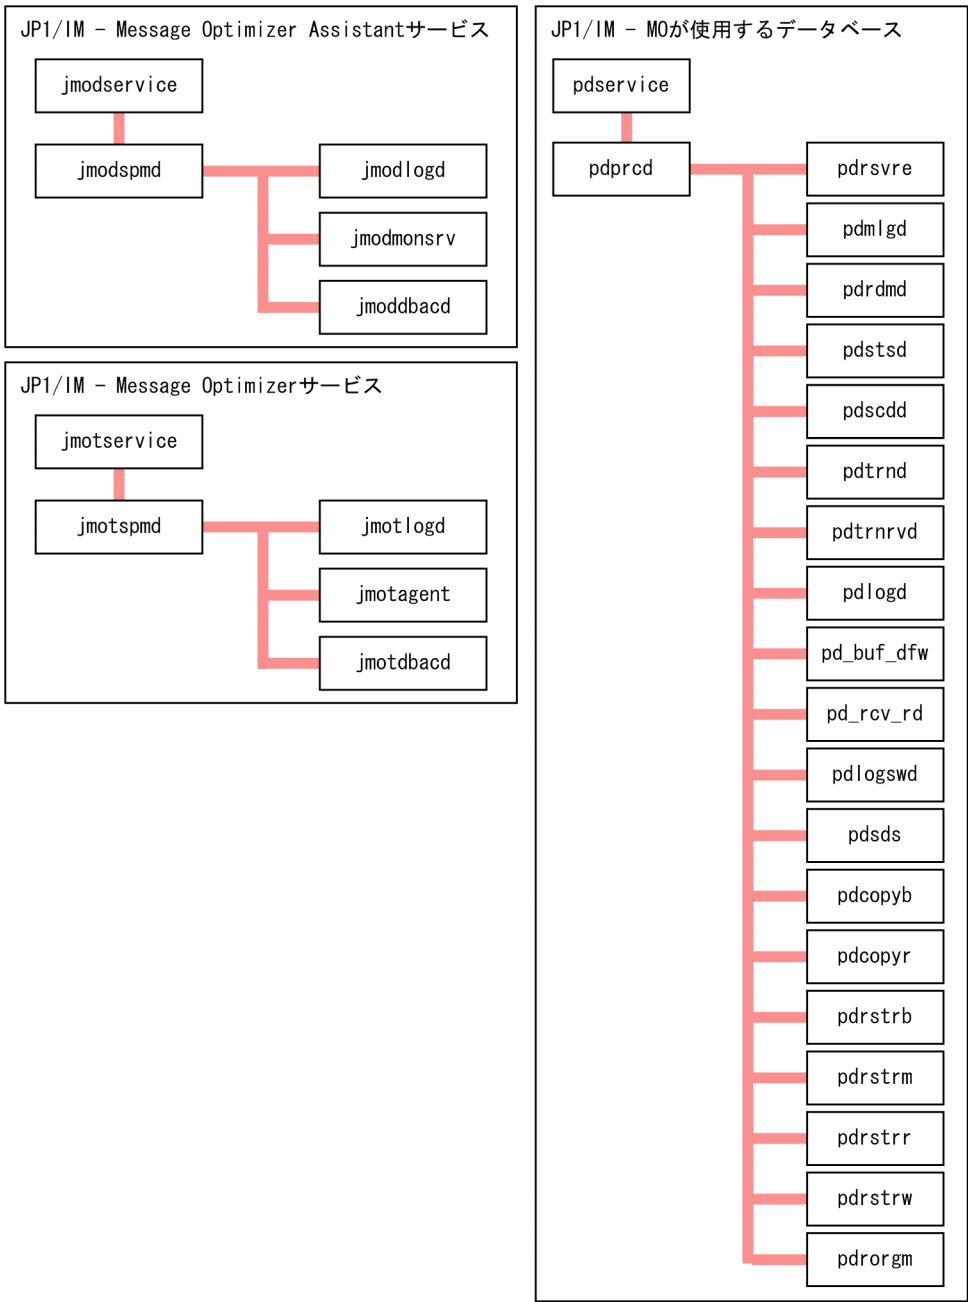 JP1/IM - Message Optimizer Assistantサービス
jmodservice
jmodspmd
jmodlogd
jmodmonsrv
jmoddbacd
JP1/IM - Message Optimizerサービス
jmotservice
jmotspmd
jmotlogd
jmotagent
jmotdbacd
JP1/IM - MOが使用するデータベース
pdservice
pdprcd
pdrsvre
pdmlgd
pdrdmd
pdstsd
pdscdd
pdtrnd
pdtrnrvd
pdlogd
pd_buf_dfw
pd_rcv_rd
pdlogswd
pdsds
pdcopyb
pdcopyr
pdrstrb
pdrstrm
pdrstrr
pdrstrw
pdrorgm